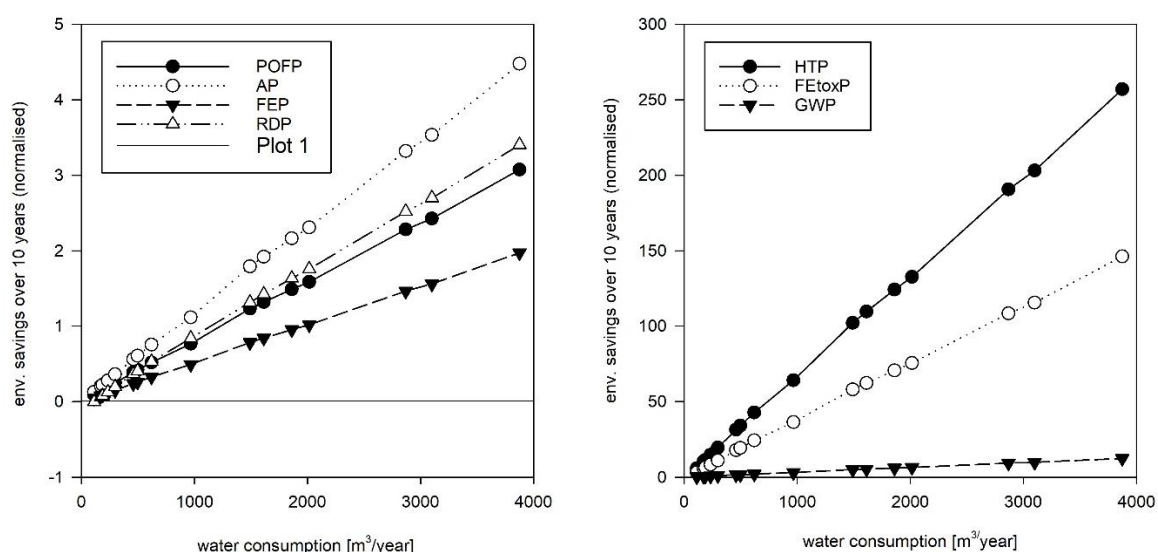 env. savings over 10 years (normalised)
5
4
3
2
1
0
-1
POFP
AP
FEP
RDP
Plot 1
0
1000
2000
3000
4000
water consumption [m³/year]
env. savings over 10 years (normalised)
300
250
200
150
100
50
0
HTP
FEtoxP
GWP
0
1000
2000
3000
4000
water consumption [m³/year]